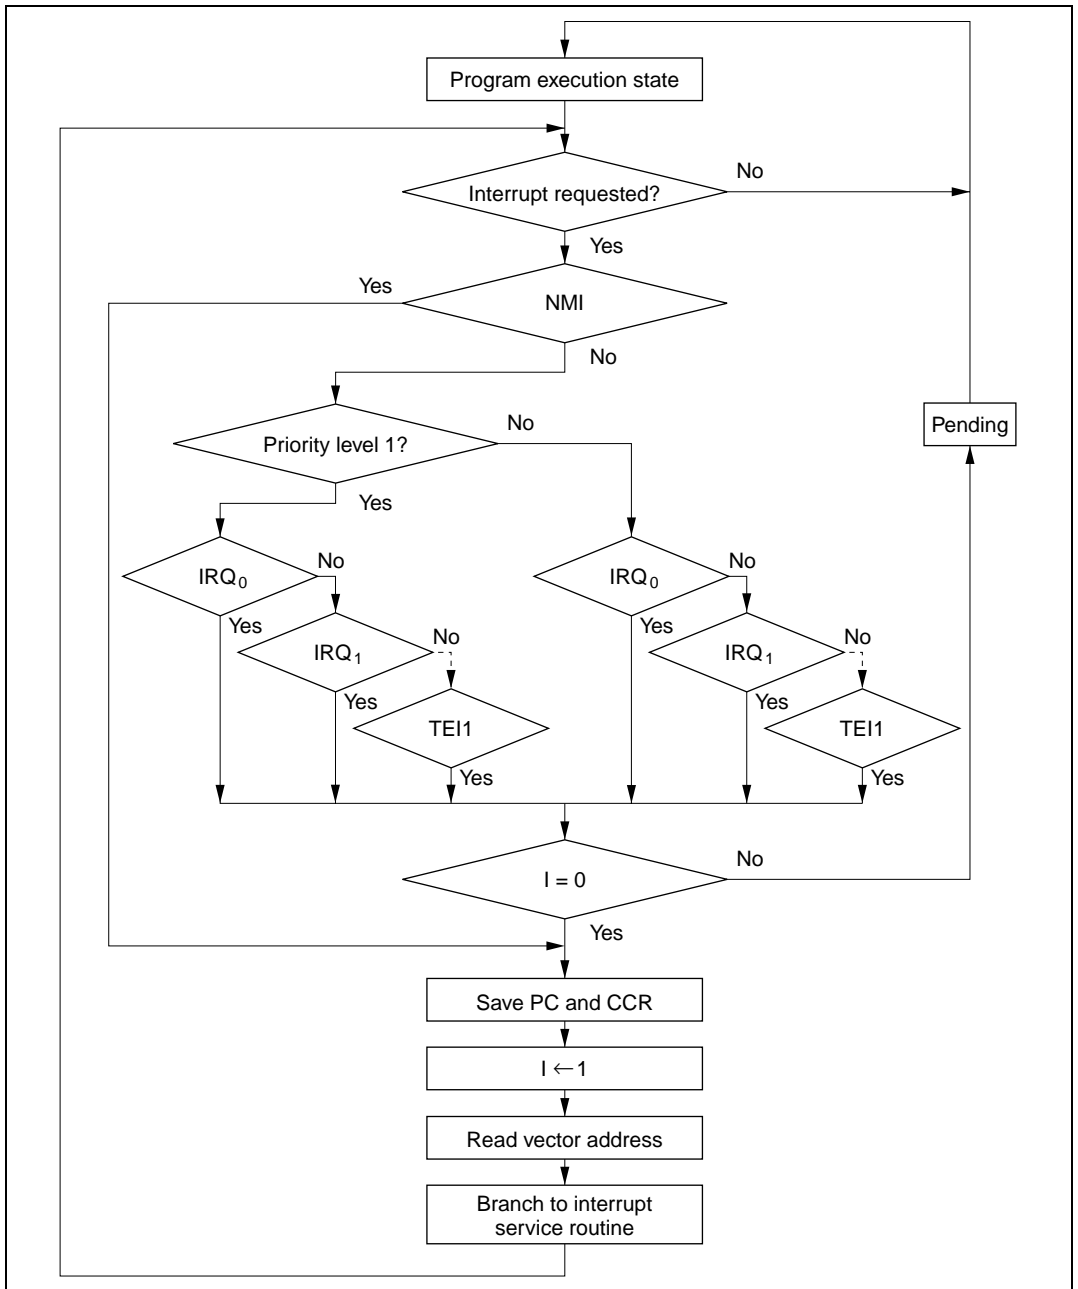 Program execution state
Interrupt requested?
No
Yes
Yes
NMI
No
Priority level 1?
No
Pending
Yes
IRQ0
No
IRQ0
No
Yes
IRQ1
No
Yes
IRQ1
No
Yes
TEI1
Yes
TEI1
Yes
Yes
I = 0
No
Yes
Save PC and CCR
I ← 1
Read vector address
Branch to interrupt
service routine